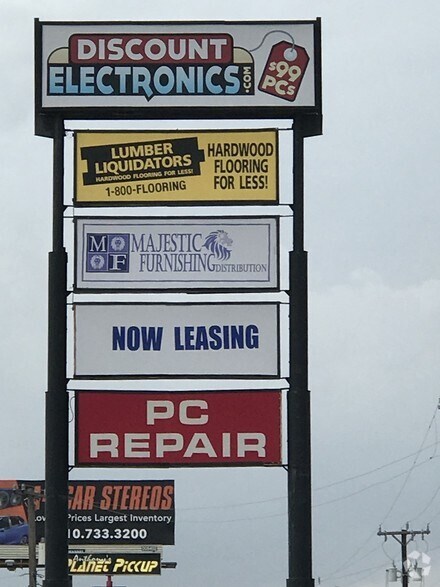 DISCOUNT
ELECTRONICS.COM
$99
PCs
LUMBER
LIQUIDATORS
HARDWOOD FLOORING FOR LESS!
1-800-FLOORING
HARDWOOD
FLOORING
FOR LESS!
M F
MAJESTIC
FURNISHING DISTRIBUTION
NOW LEASING
PC
REPAIR
CAR STEREOS
Prices Largest Inventory
10.733.3200
Anthony's
PLANET PICKUP